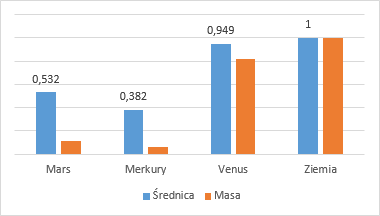 1
0,949
0,532
0,382
Mars Merkury Venus Ziemia
Średnica Masa